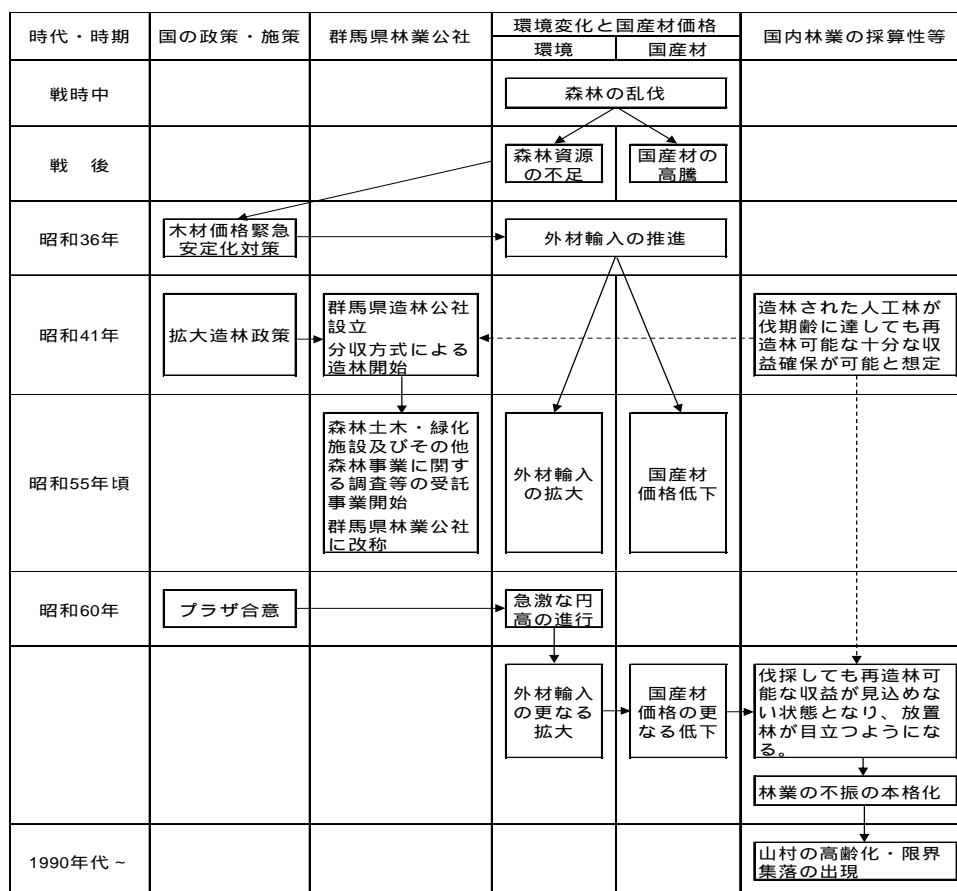 時代・時期
国の政策・施策
群馬県林業公社
環境変化と国産材価格
環境
国産材
国内林業の採算性等
戦時中
森林の乱伐
戦　後
森林資源
の不足
国産材の
高騰
昭和36年
木材価格緊急
安定化対策
外材輸入の推進
昭和41年
拡大造林政策
群馬県造林公社
設立
分収方式による
造林開始
造林された人工林が
伐期齢に達しても再
造林可能な十分な収
益確保が可能と想定
昭和55年頃
森林土木・緑化
施設及びその他
森林事業に関す
る調査等の受託
事業開始
群馬県林業公社
に改称
外材輸入
の拡大
国産材
価格低下
昭和60年
プラザ合意
急激な円
高の進行
外材輸入
の更なる
拡大
国産材
価格の更
なる低下
伐採しても再造林可
能な収益が見込めな
い状態となり、放置
林が目立つようにな
る。
林業の不振の本格化
1990年代～
山村の高齢化・限界
集落の出現